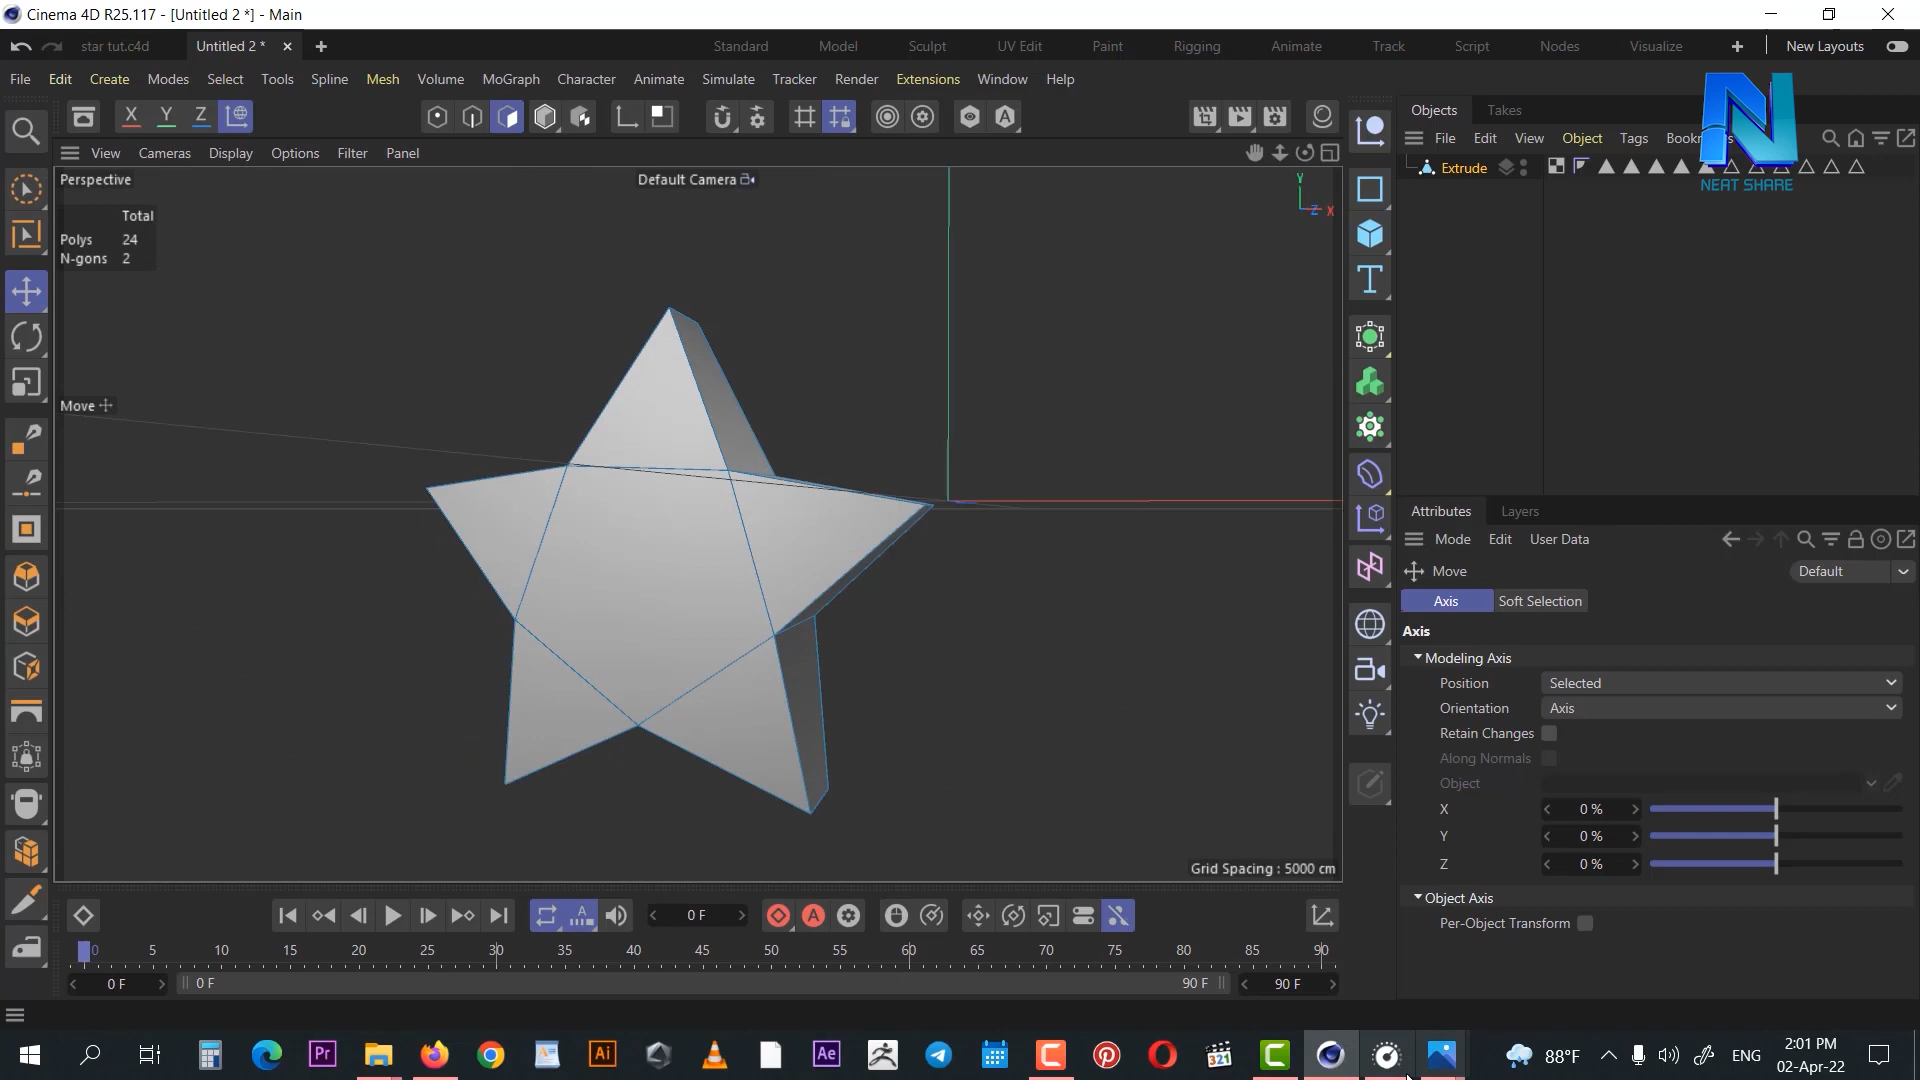 Cinema 4D R25.117 - [Untitled 2 *] - Main
star tut.c4d Untitled 2 * Standard Model Sculpt UV Edit Paint Rigging Animate Track Script Nodes Visualize New Layouts
File Edit Create Modes Select Tools Spline Mesh Volume MoGraph Character Animate Simulate Tracker Render Extensions Window Help
X Y Z
Objects Takes
File Edit View Object Tags
View Cameras Display Options Filter Panel
NEAT SHARE
Extrude
Perspective
Default Camera
Y
Z X
Total
Polys 24
N-gons 2
Move
Grid Spacing : 5000 cm
Attributes Layers
Mode Edit User Data
Move Default
Axis Soft Selection
Axis
Modeling Axis
Position Selected
Orientation Axis
Retain Changes
Along Normals
Object
X 0 %
Y 0 %
Z 0 %
Object Axis
Per-Object Transform
0 F
0 5 10 15 20 25 30 35 40 45 50 55 60 65 70 75 80 85 90
0 F 0 F 90 F 90 F
88°F ENG 2:01 PM
02-Apr-22